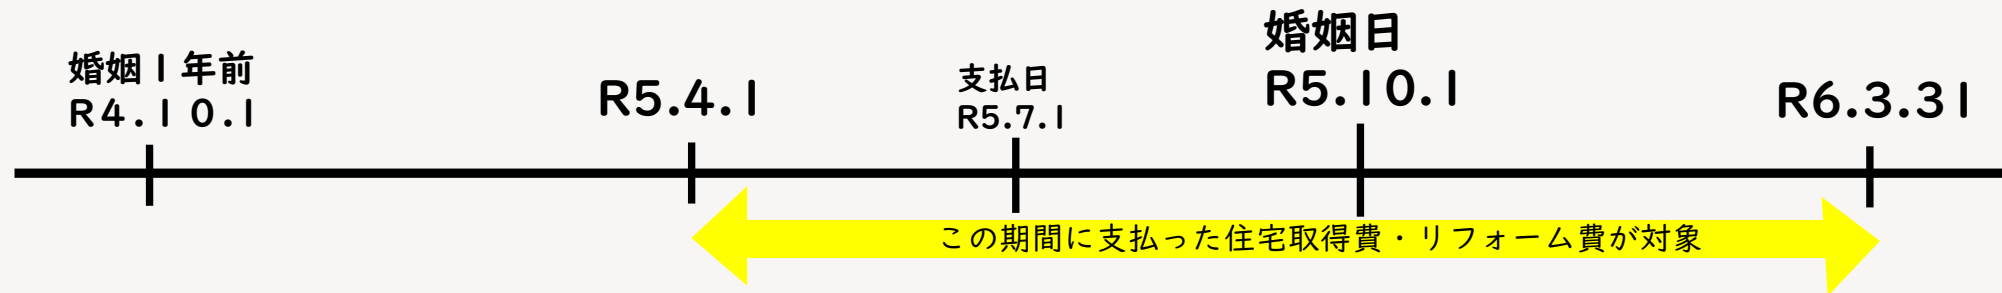 婚姻1年前
R4.10.1
R5.4.1
支払日
R5.7.1
婚姻日
R5.10.1
R6.3.31
この期間に支払った住宅取得費・リフォーム費が対象